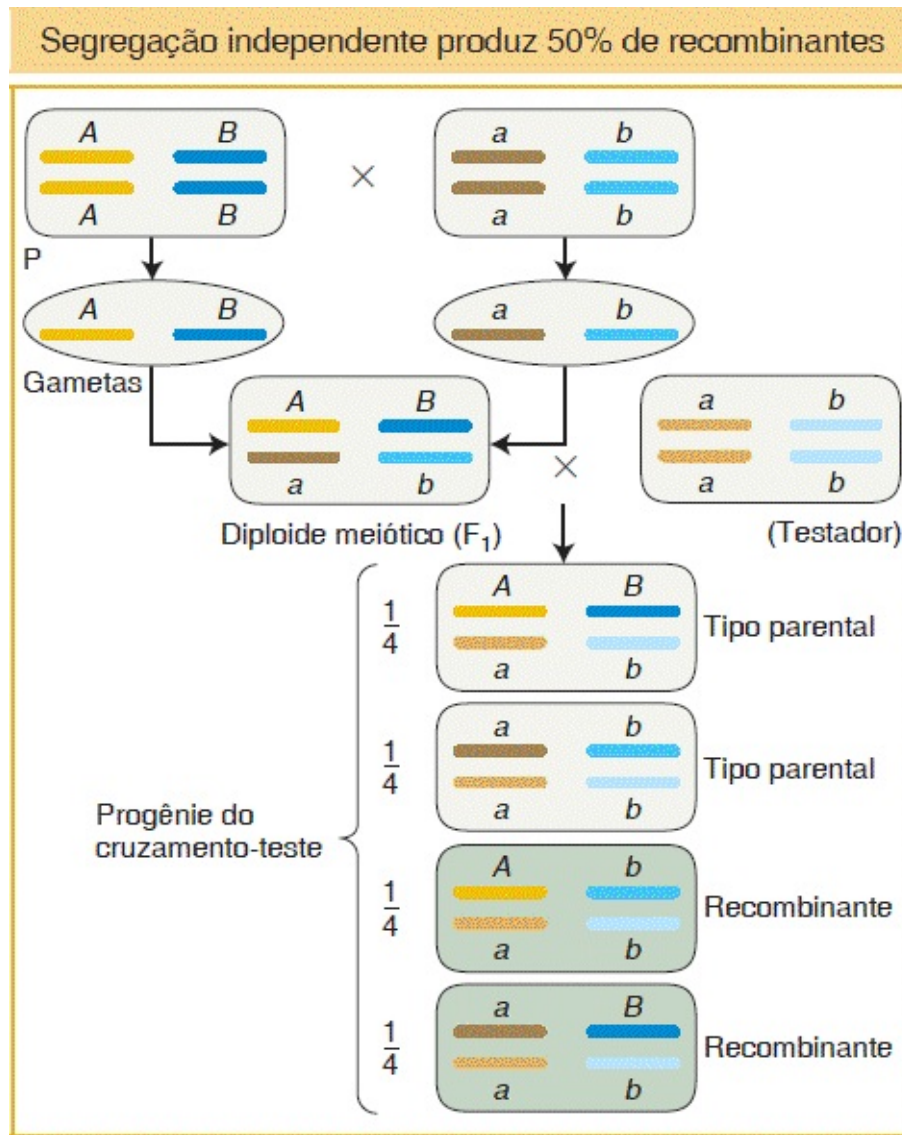 Segregação independente produz 50% de recombinantes
A B
a b
×
A B
a b
P
A B
a b
Gametas
A B
a b
a b
×
a b
Diploide meiótico (F₁)
(Testador)
1/4
A B
Tipo parental
a b
1/4
a b
Tipo parental
a b
Progênie do
cruzamento-teste
1/4
A b
Recombinante
a b
1/4
a B
Recombinante
a b